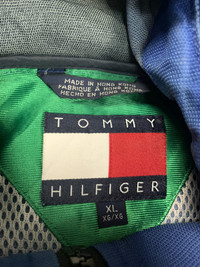 MADE IN HONG KONG
FABRIQUÉ À HONG KONG
HECHO EN HONG KONG
TOMMY
HILFIGER
XL
XG/XG